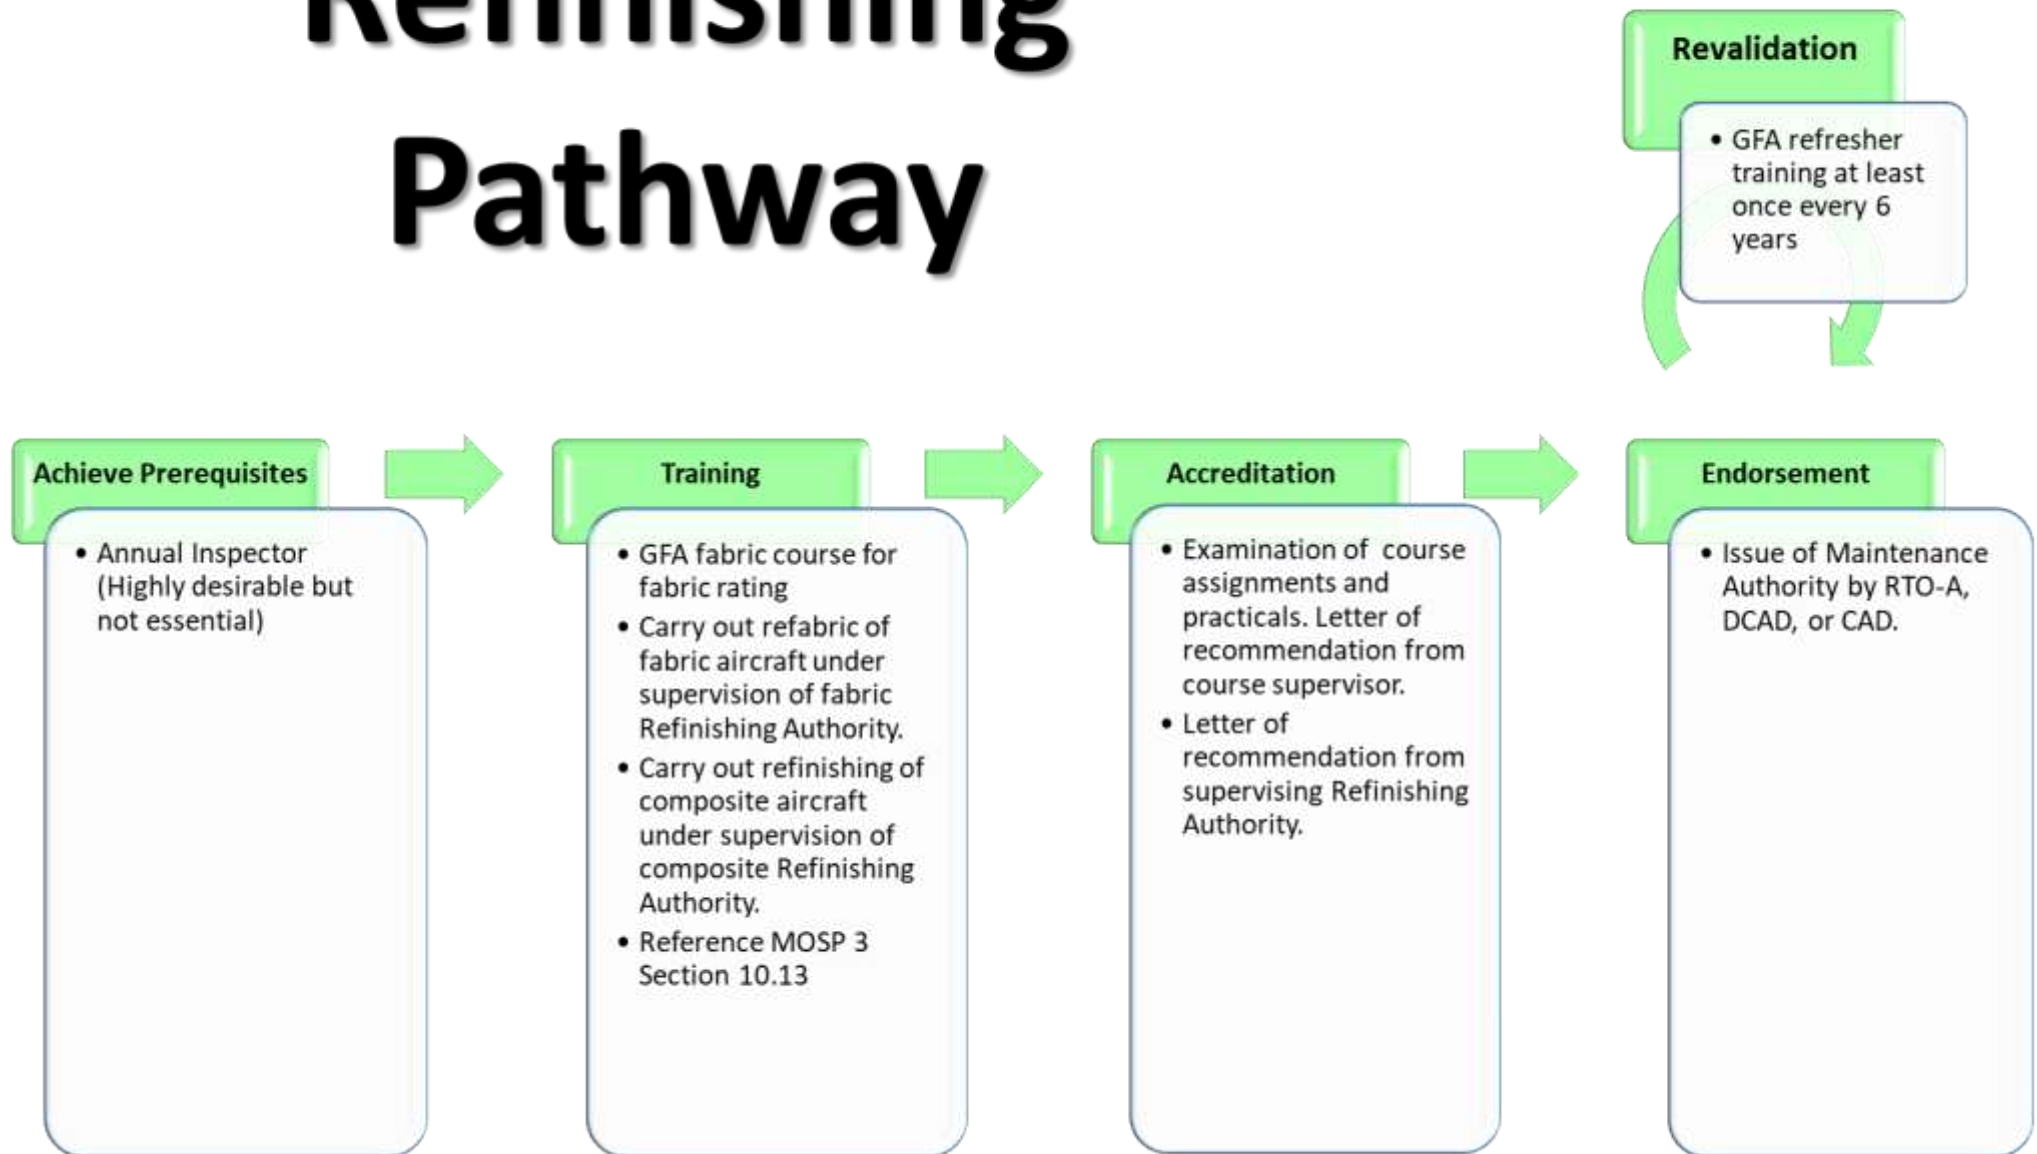 Refinishing
Pathway
Revalidation
• GFA refresher
training at least
once every 6
years
Achieve Prerequisites
• Annual Inspector
(Highly desirable but
not essential)
Training
• GFA fabric course for
fabric rating
• Carry out refabric of
fabric aircraft under
supervision of fabric
Refinishing Authority.
• Carry out refinishing of
composite aircraft
under supervision of
composite Refinishing
Authority.
• Reference MOSP 3
Section 10.13
Accreditation
• Examination of course
assignments and
practicals. Letter of
recommendation from
course supervisor.
• Letter of
recommendation from
supervising Refinishing
Authority.
Endorsement
• Issue of Maintenance
Authority by RTO-A,
DCAD, or CAD.